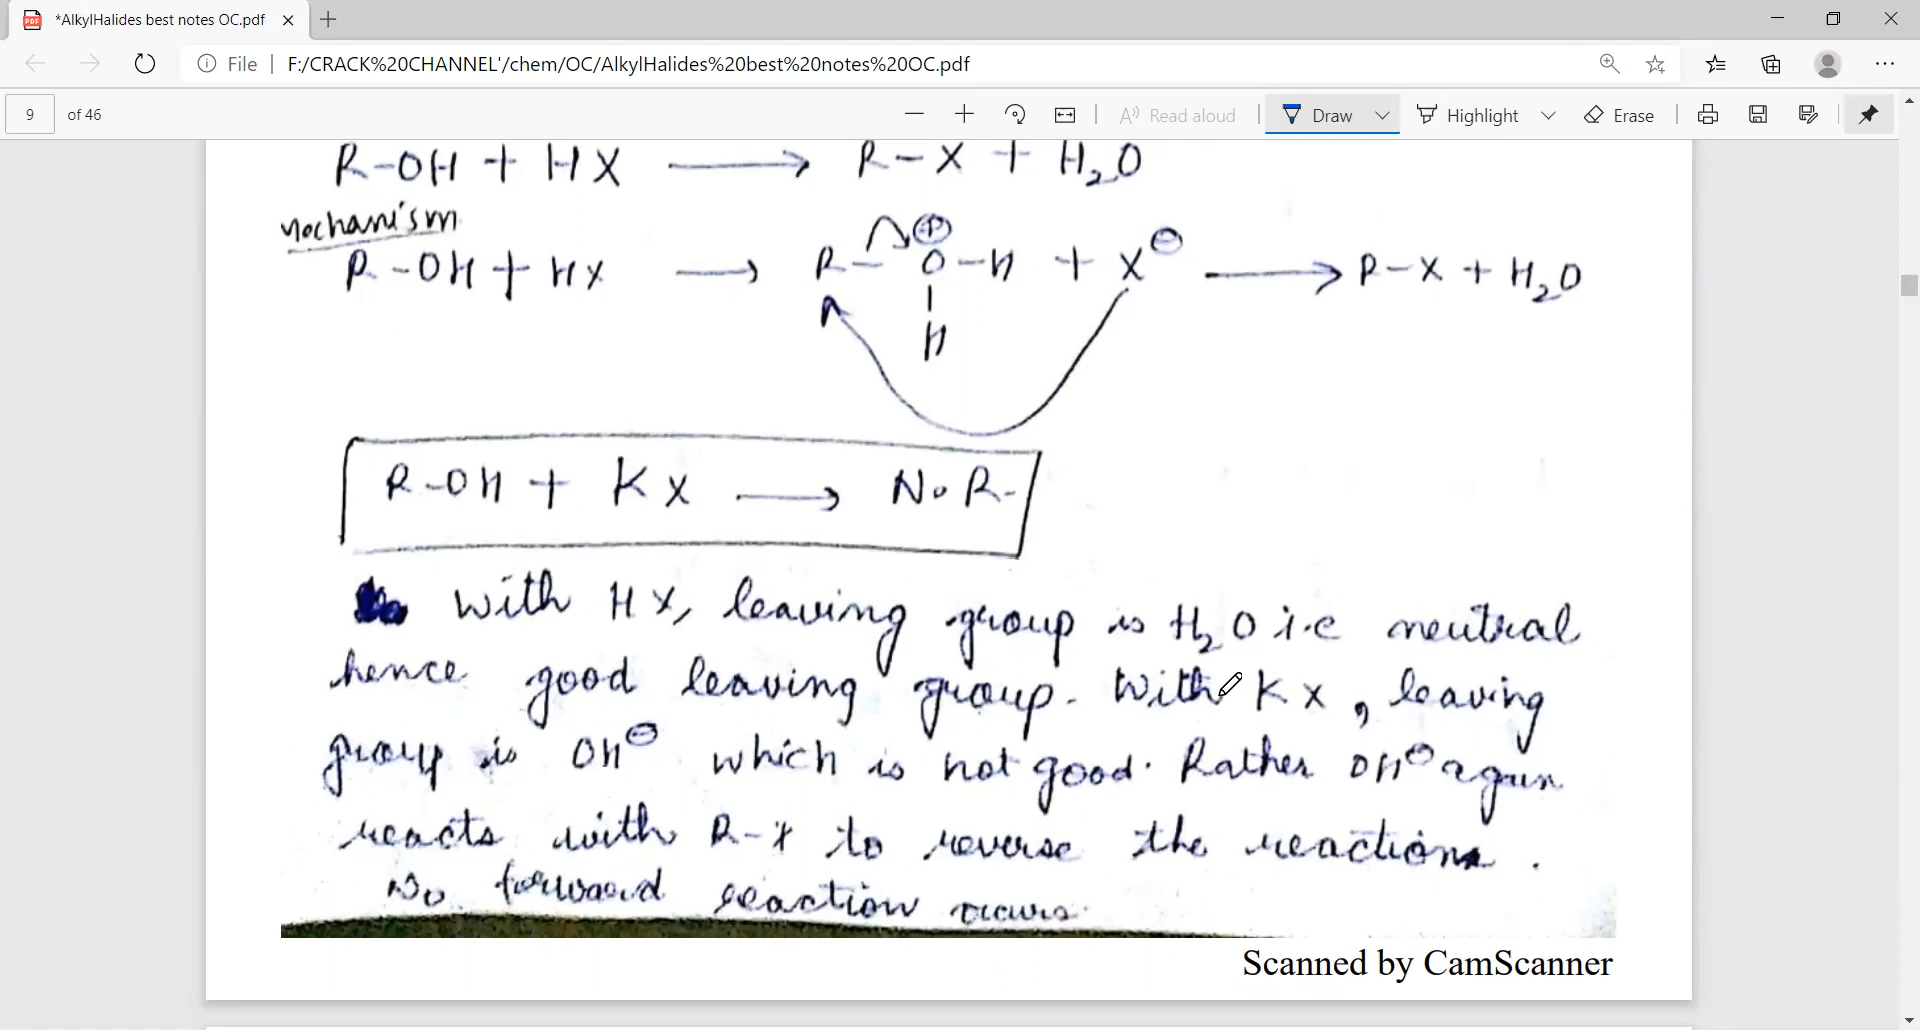 *AlkylHalides best notes OC.pdf
File | F:/CRACK%20CHANNEL'/chem/OC/AlkylHalides%20best%20notes%20OC.pdf
9 of 46 Read aloud Draw Highlight Erase
R-OH + HX ⟶ R-X + H₂O
Mechanism
R-OH + HX ⟶ R-O⊕-H + X⊖ ⟶ R-X + H₂O
H
R-OH + KX ⟶ No R-
With HX, leaving group is H₂O i.e neutral
hence good leaving group. With KX, leaving
group is OH⊖ which is not good. Rather OH⊖ again
reacts with R-X to reverse the reaction.
No forward reaction occurs.
Scanned by CamScanner